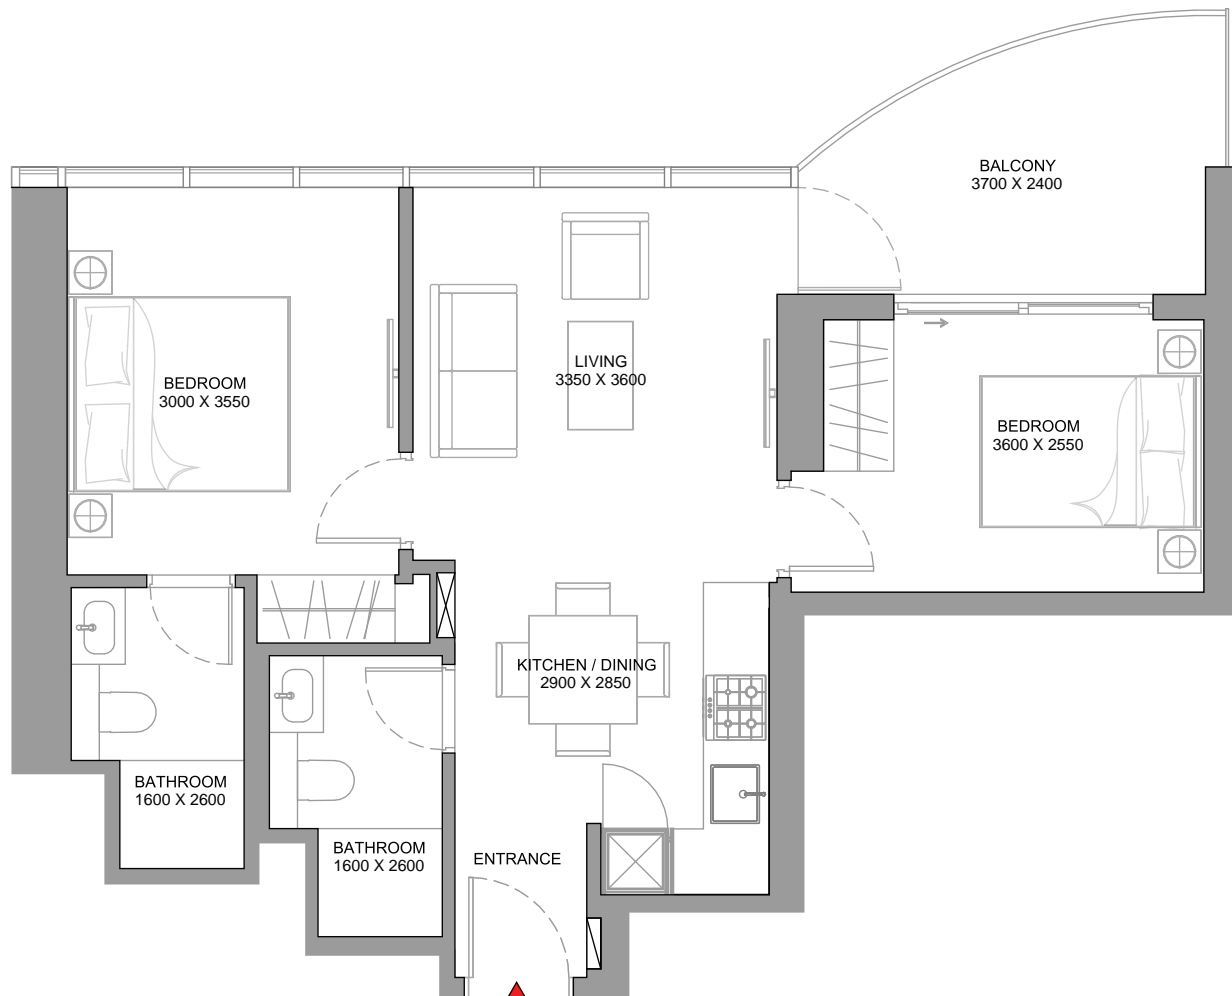 BALCONY
3700 X 2400
LIVING
3350 X 3600
BEDROOM
3000 X 3550
BEDROOM
3600 X 2550
KITCHEN / DINING
2900 X 2850
BATHROOM
1600 X 2600
BATHROOM
1600 X 2600
ENTRANCE